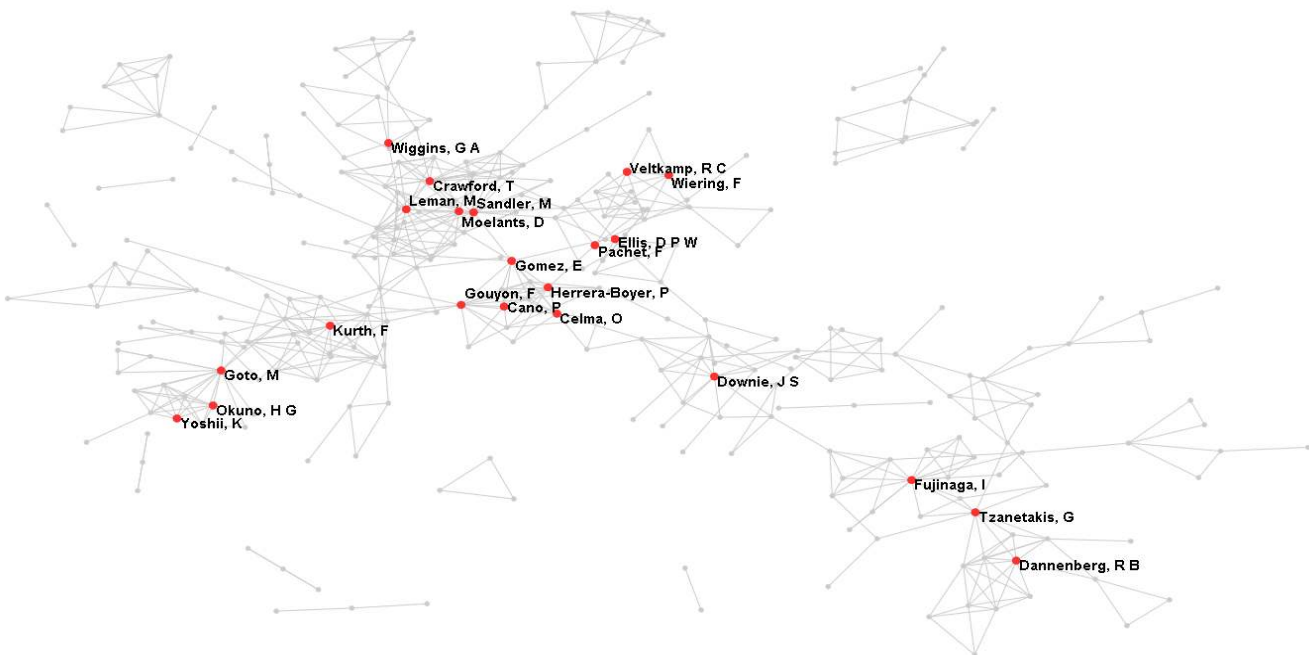 Wiggins, G A
Veltkamp, R C
Wiering, F
Crawford, T
Leman, M
Sandler, M
Moelants, D
Ellis, D P W
Pachet, F
Gomez, E
Gouyon, F
Herrera-Boyer, P
Cano, P
Celma, O
Kurth, F
Goto, M
Downie, J S
Okuno, H G
Yoshii, K
Fujinaga, I
Tzanetakis, G
Dannenberg, R B